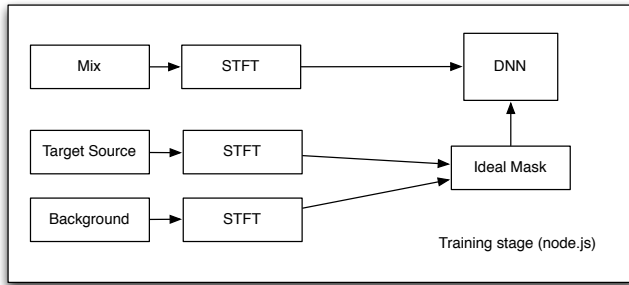 Mix
STFT
DNN
Target Source
STFT
Ideal Mask
Background
STFT
Training stage (node.js)